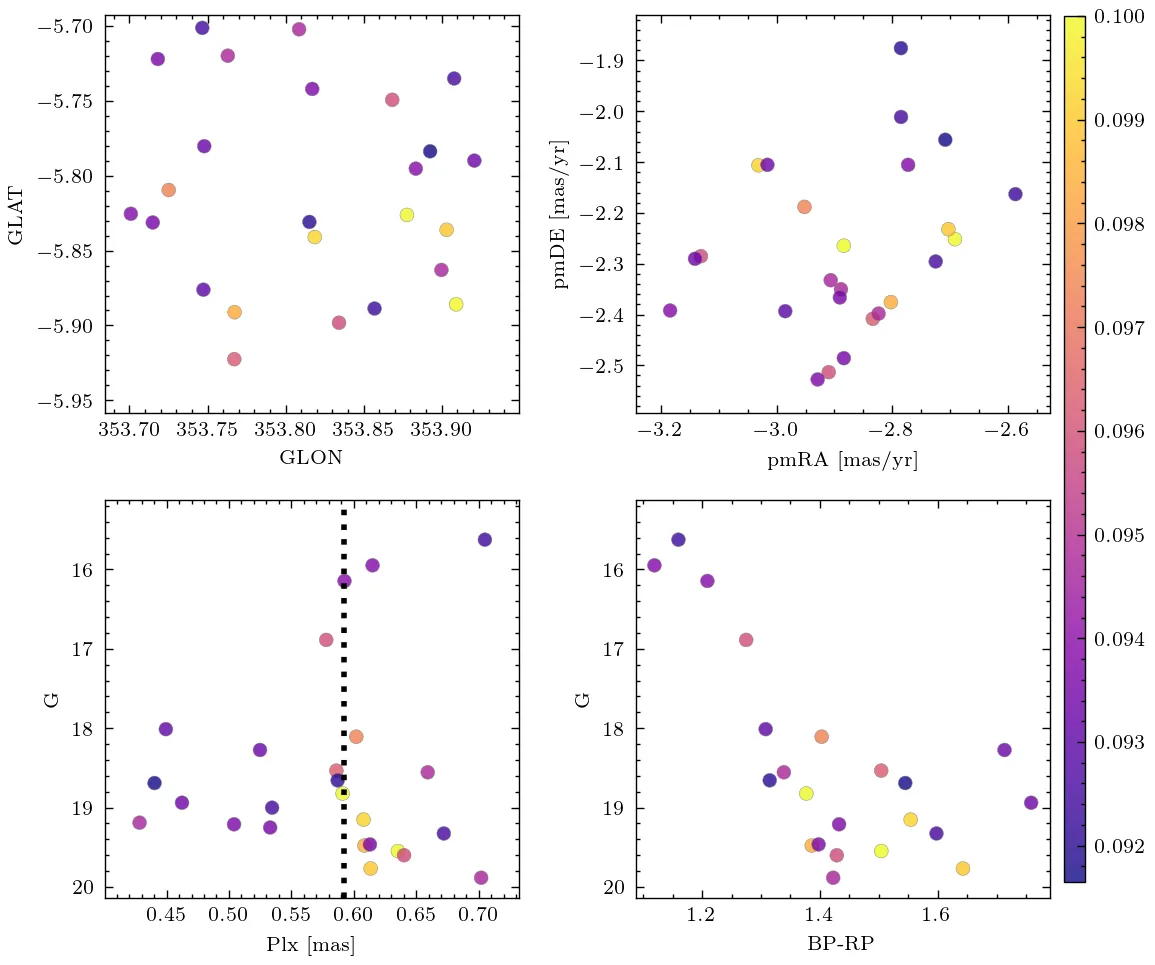 −5.70
−5.75
−5.80
−5.85
−5.90
−5.95
GLAT
353.70 353.75 353.80 353.85 353.90
GLON
−1.9
−2.0
−2.1
−2.2
−2.3
−2.4
−2.5
pmDE [mas/yr]
−3.2 −3.0 −2.8 −2.6
pmRA [mas/yr]
0.100
0.099
0.098
0.097
0.096
0.095
0.094
0.093
0.092
16
17
18
19
20
G
0.45 0.50 0.55 0.60 0.65 0.70
Plx [mas]
16
17
18
19
20
G
1.2 1.4 1.6
BP-RP